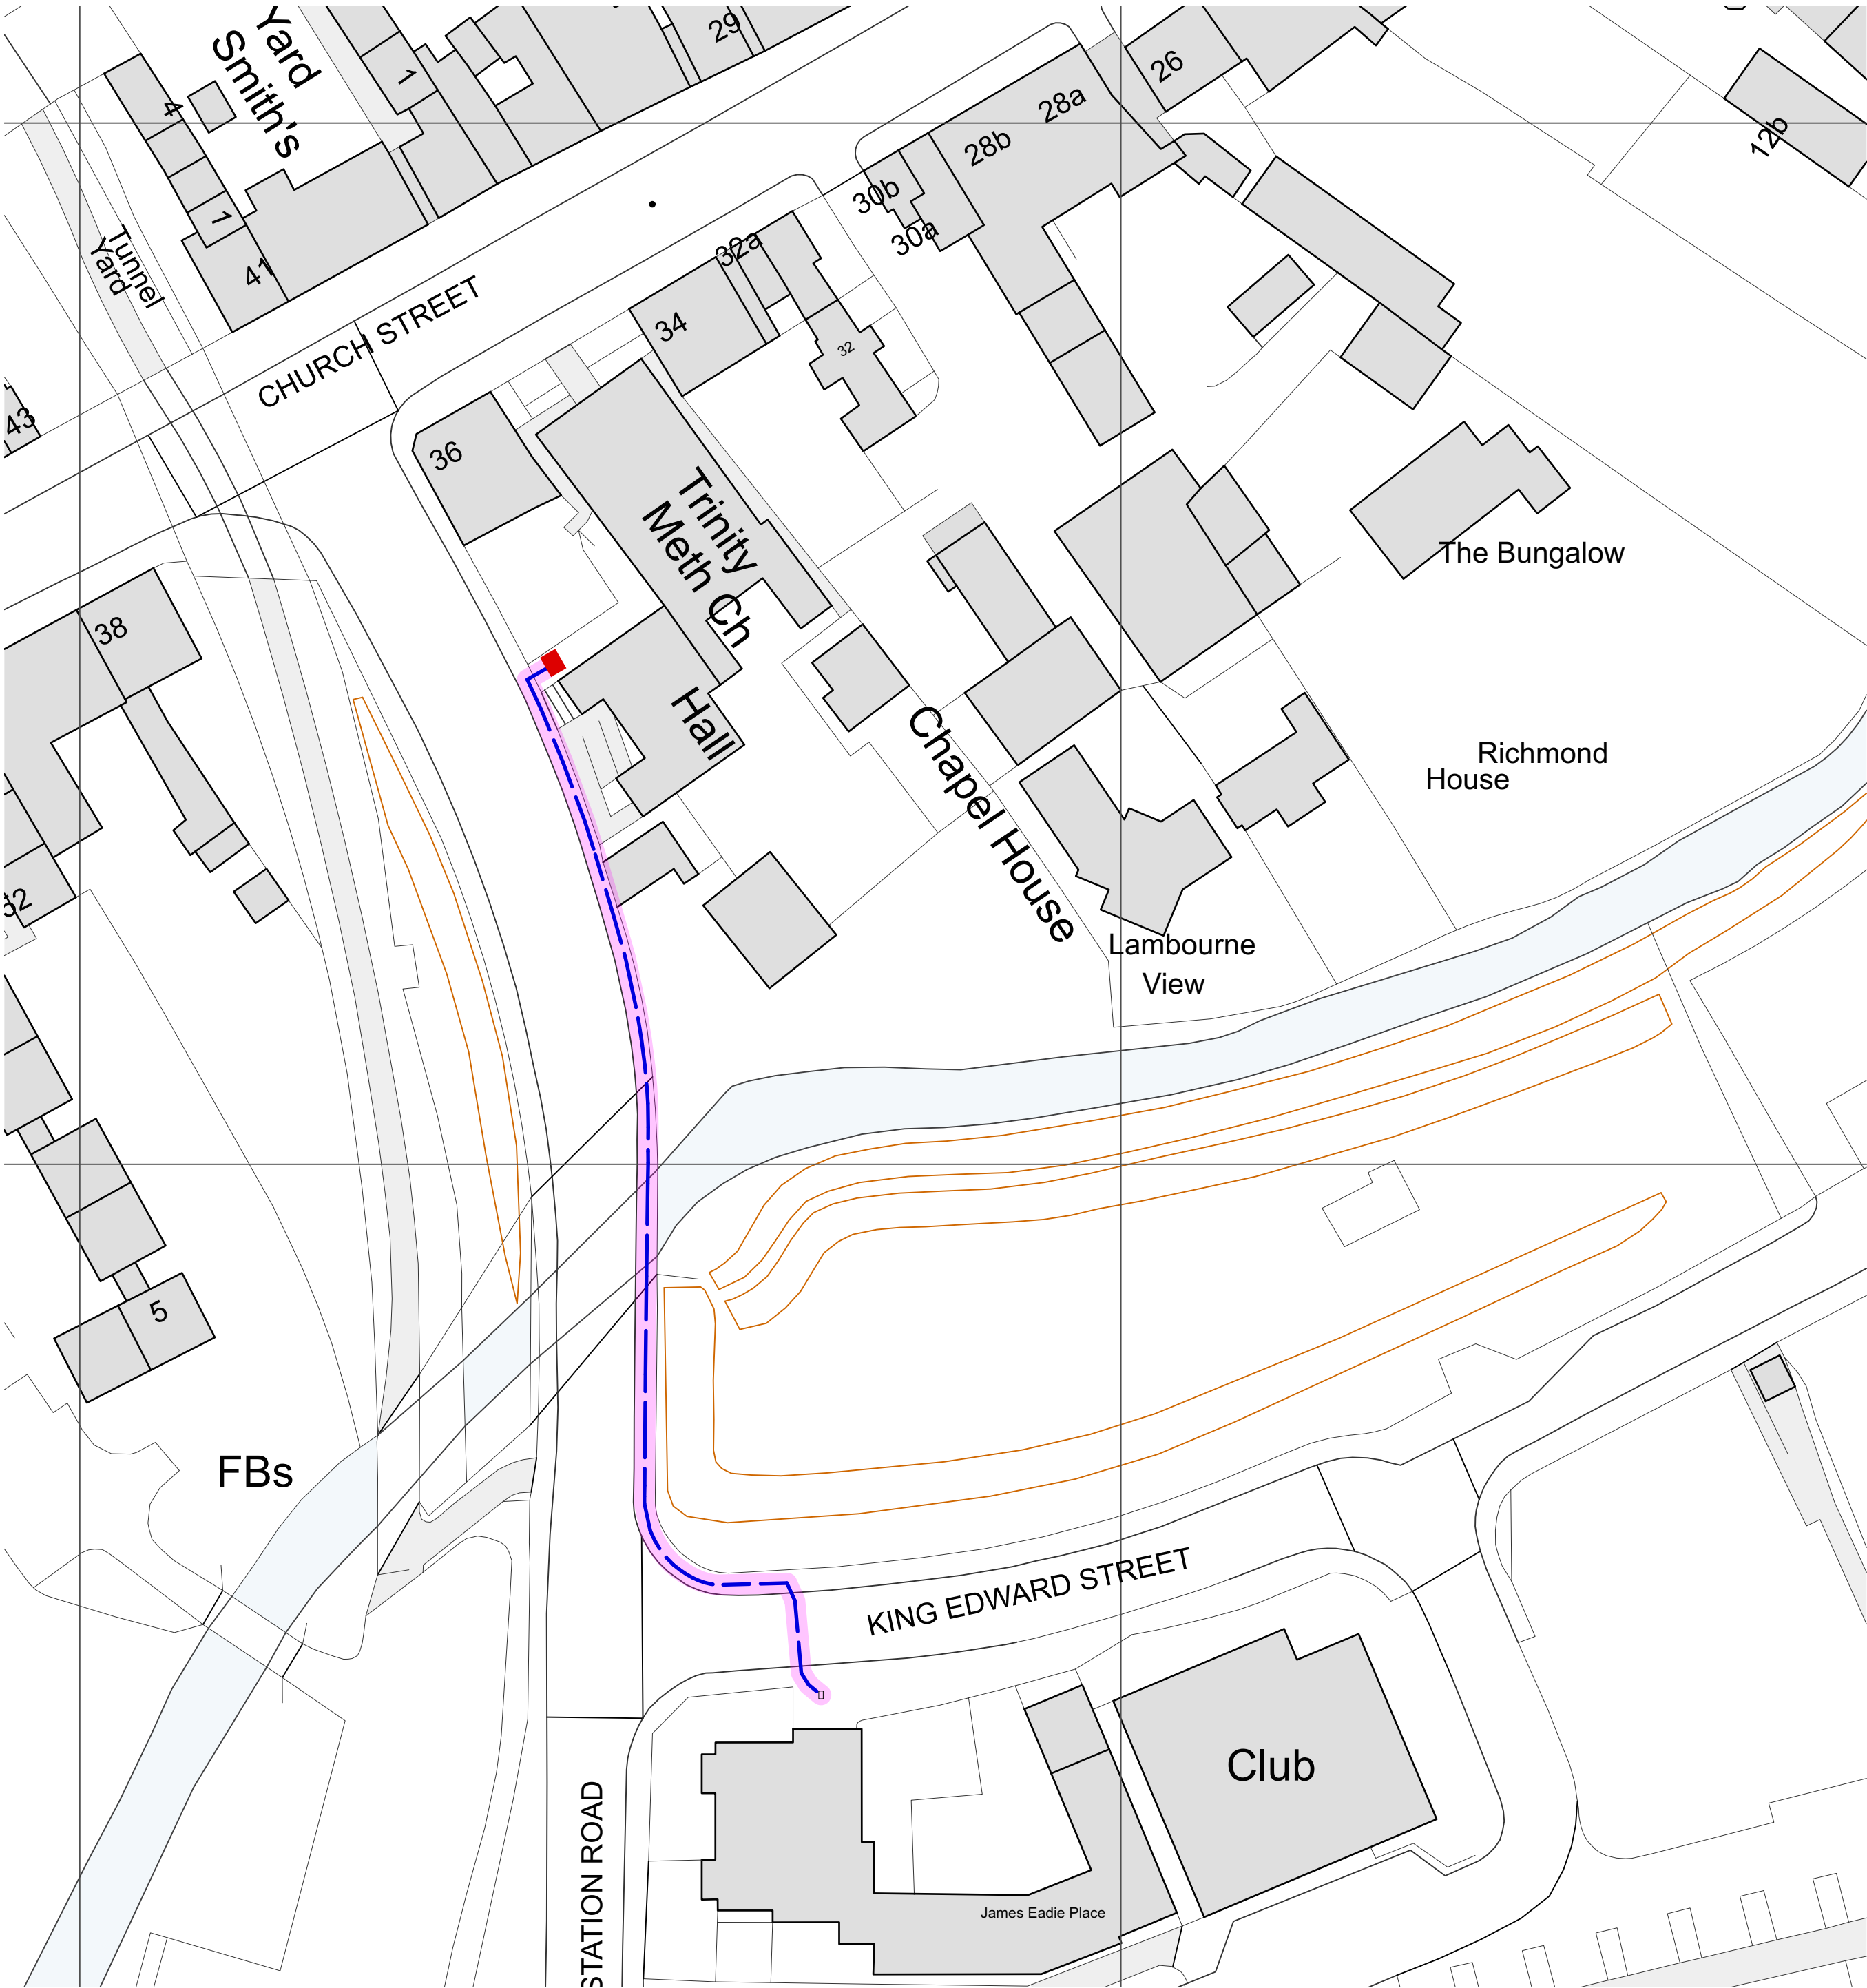 Yard
Smith's
29
1
4
1
41
Tunnel
Yard
CHURCH STREET
43
26
28a
28b
30b
30a
32a
34
32
36
12b
Trinity
Meth Ch
Hall
38
The Bungalow
Chapel House
Richmond
House
Lambourne
View
5
FBs
KING EDWARD STREET
STATION ROAD
Club
James Eadie Place